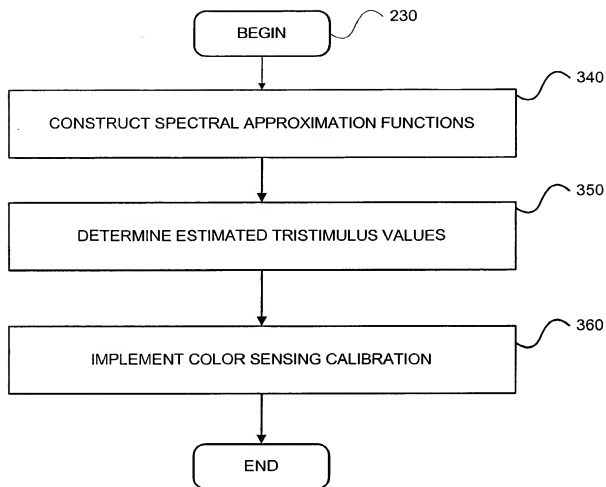 BEGIN
230
340
CONSTRUCT SPECTRAL APPROXIMATION FUNCTIONS
350
DETERMINE ESTIMATED TRISTIMULUS VALUES
360
IMPLEMENT COLOR SENSING CALIBRATION
END